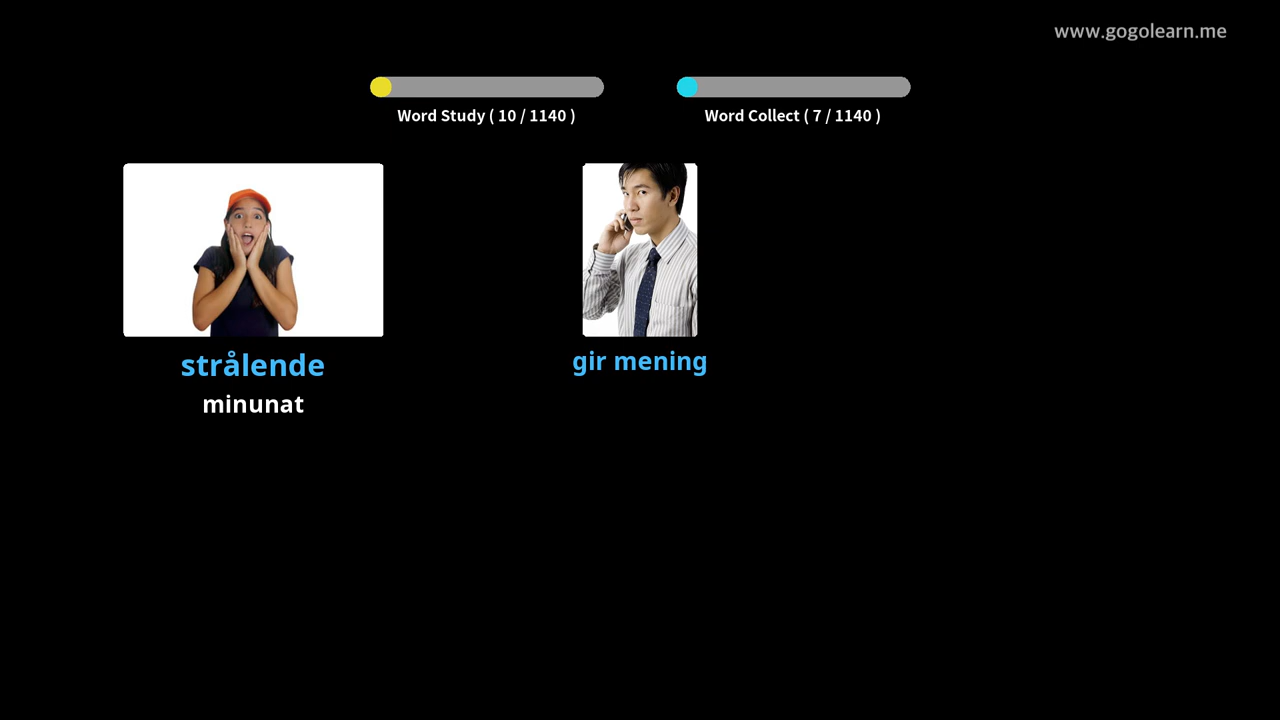 www.gogolearn.me
Word Study ( 10 / 1140 )
Word Collect ( 7 / 1140 )
strålende
minunat
gir mening